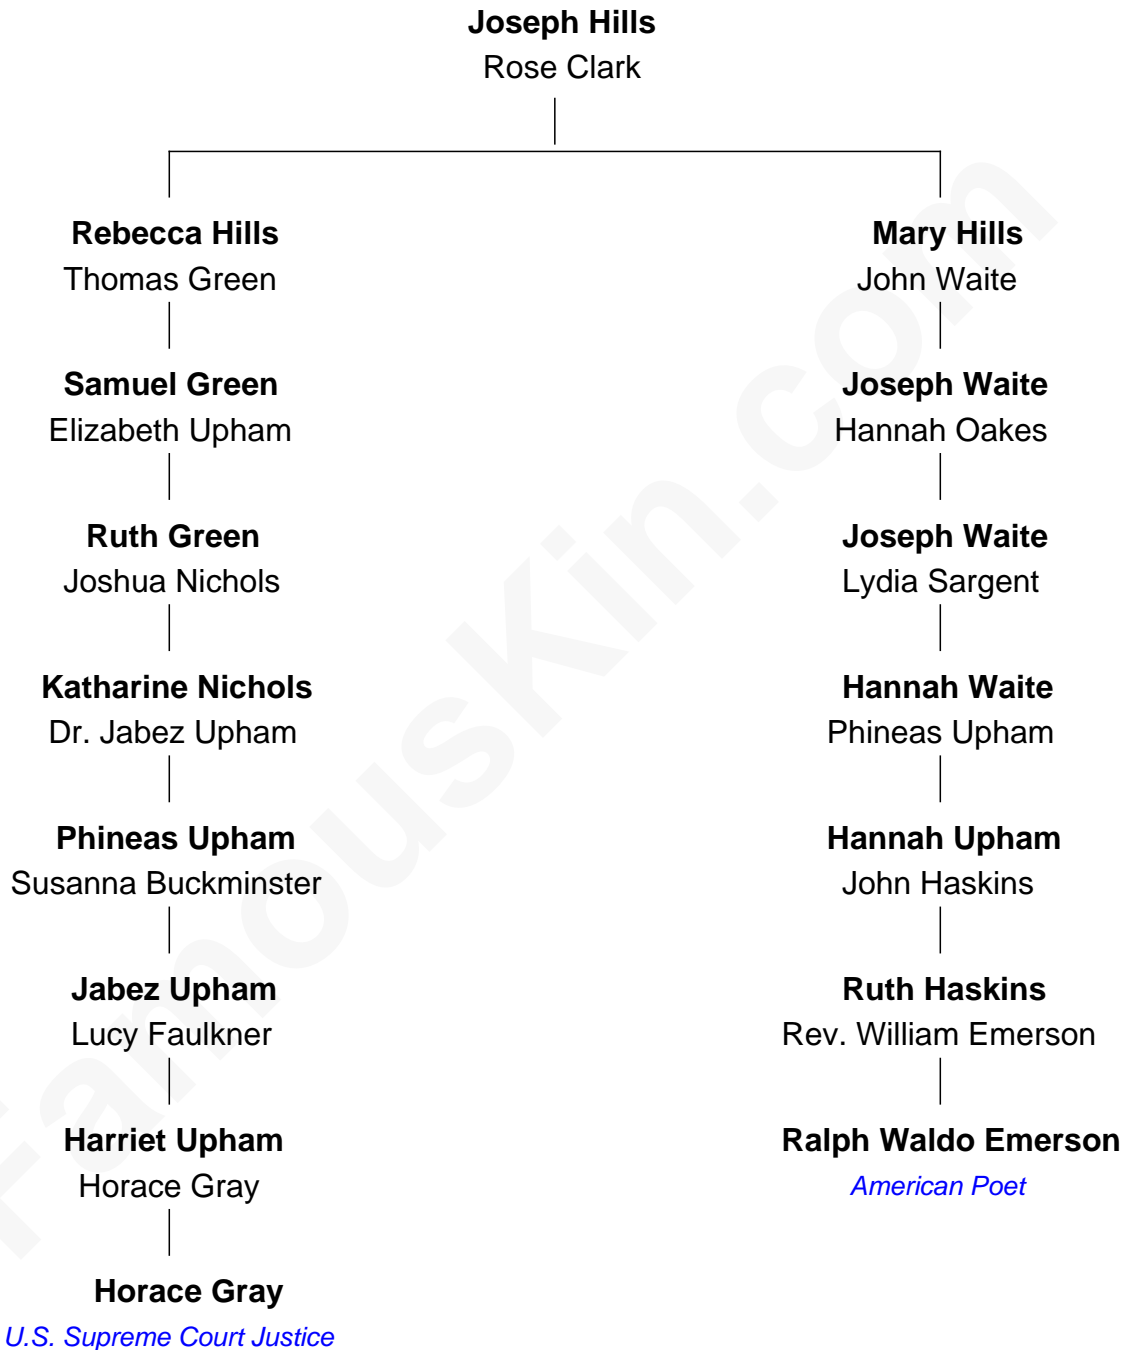 Joseph Hills
Rose Clark
Rebecca Hills
Thomas Green
Samuel Green
Elizabeth Upham
Ruth Green
Joshua Nichols
Katharine Nichols
Dr. Jabez Upham
Phineas Upham
Susanna Buckminster
Jabez Upham
Lucy Faulkner
Harriet Upham
Horace Gray
Horace Gray
U.S. Supreme Court Justice
Mary Hills
John Waite
Joseph Waite
Hannah Oakes
Joseph Waite
Lydia Sargent
Hannah Waite
Phineas Upham
Hannah Upham
John Haskins
Ruth Haskins
Rev. William Emerson
Ralph Waldo Emerson
American Poet
FamousKin.com